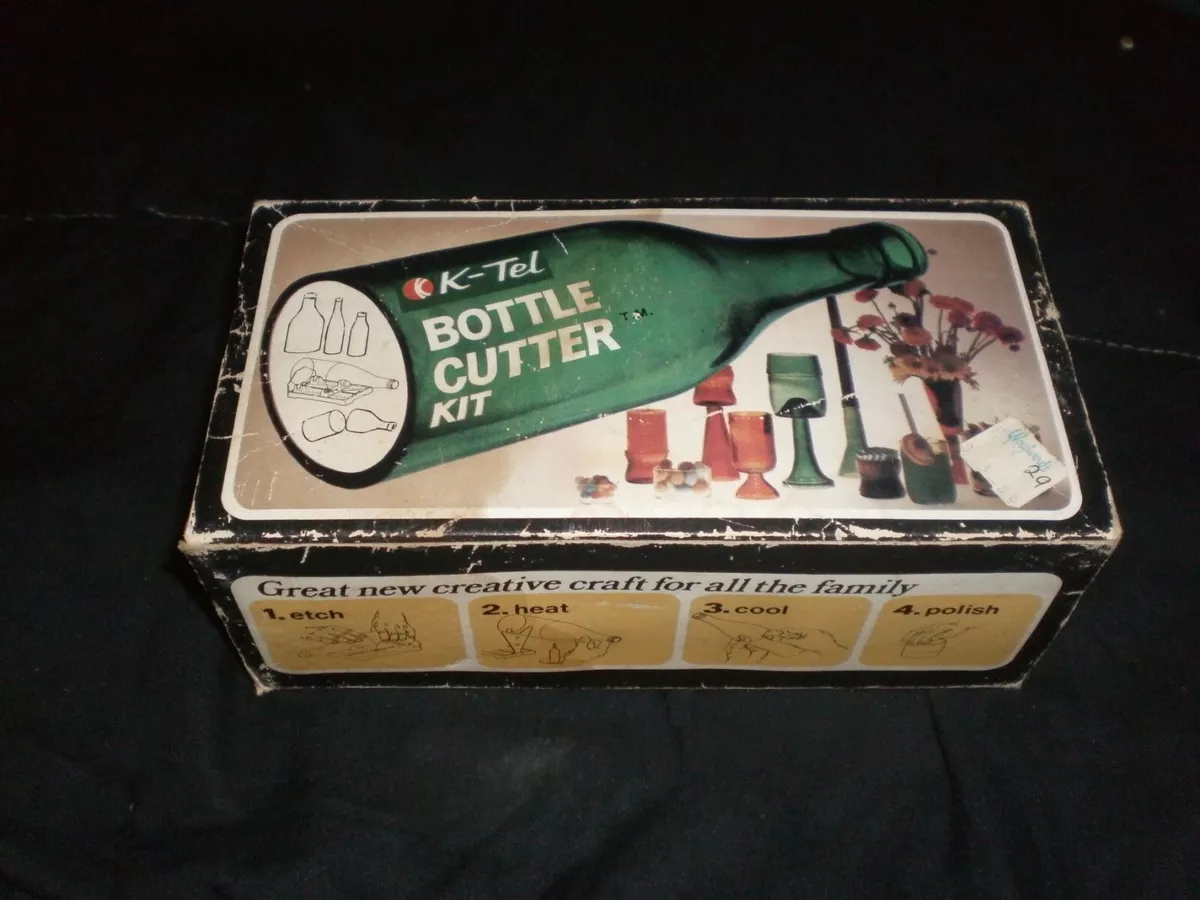 K-Tel
BOTTLE
CUTTER T.M.
KIT
29
Great new creative craft for all the family
1. etch
2. heat
3. cool
4. polish